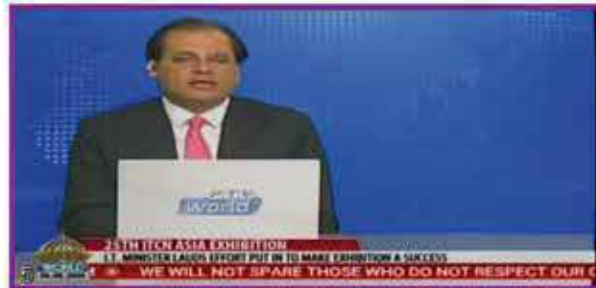 PTV
World
25TH ITCN ASIA EXHIBITION
I.T. MINISTER LAUDS EFFORT PUT IN TO MAKE EXHIBITION A SUCCESS
WE WILL NOT SPARE THOSE WHO DO NOT RESPECT OUR